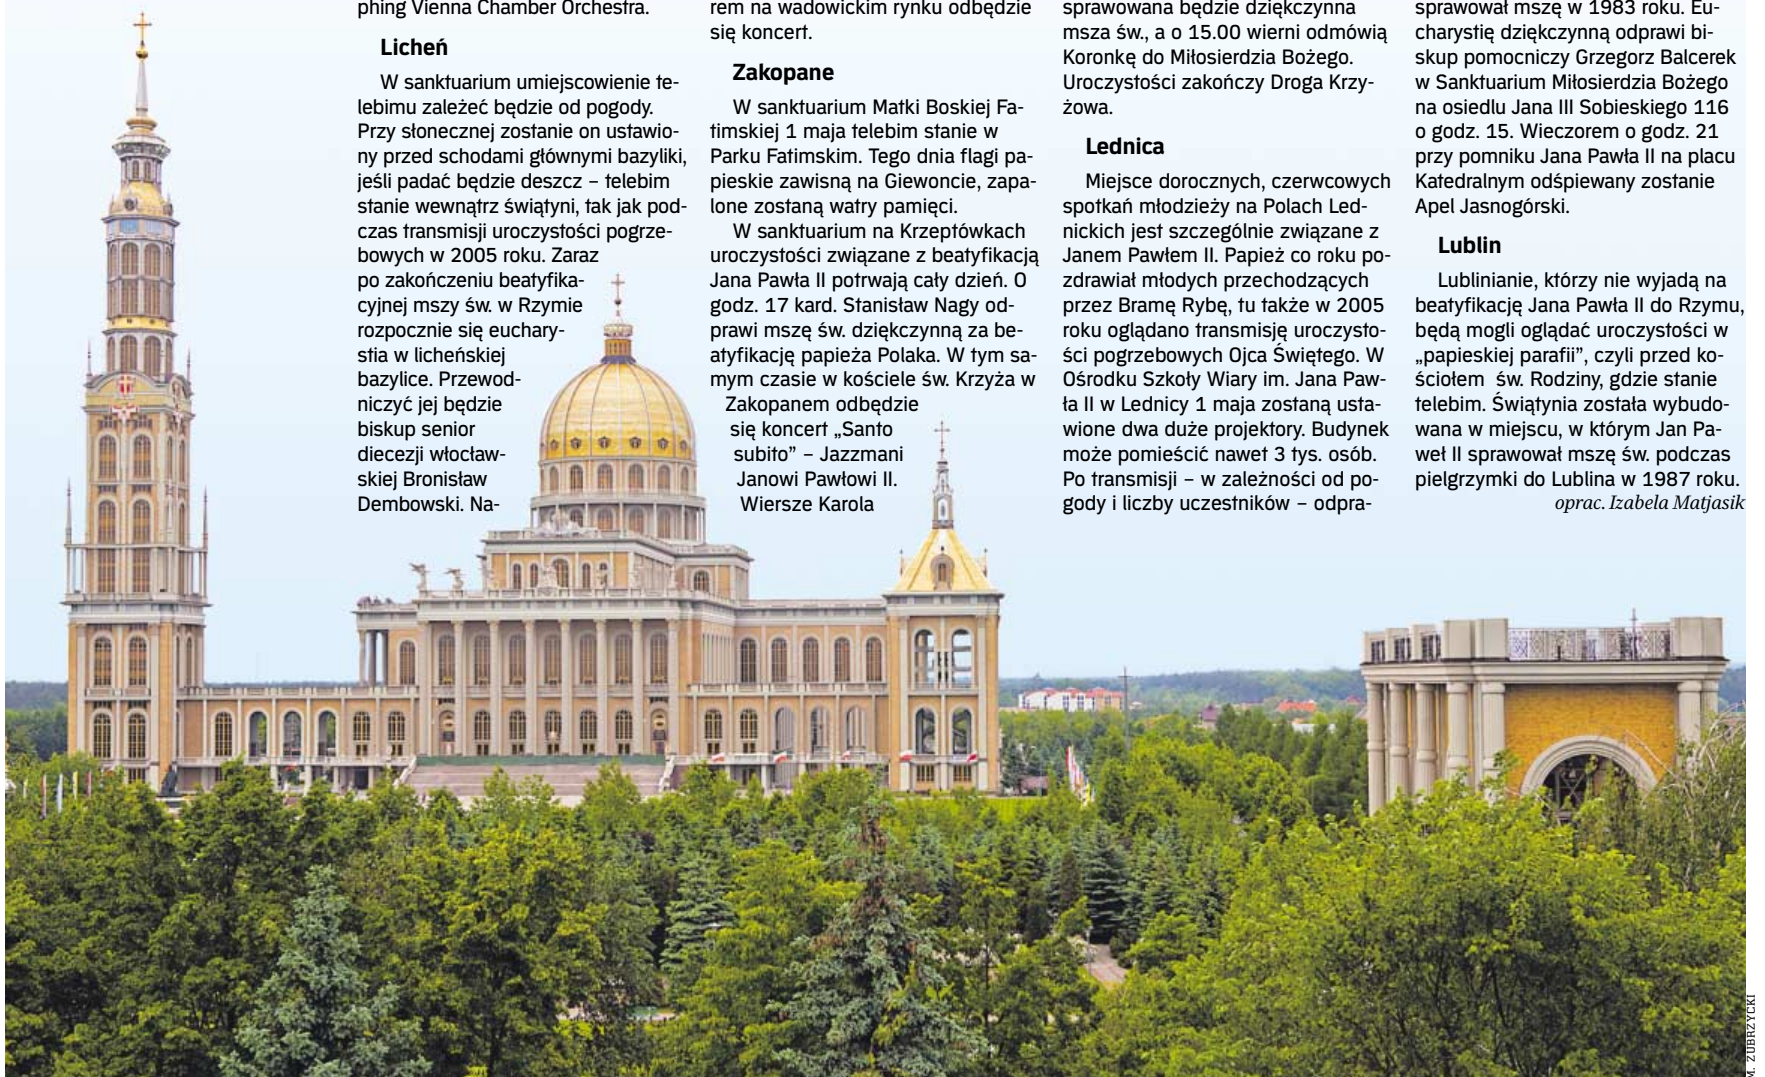 phing Vienna Chamber Orchestra.
Licheń
W sanktuarium umiejscowienie te-
lebimu zależeć będzie od pogody.
Przy słonecznej zostanie on ustawio-
ny przed schodami głównymi bazyliki,
jeśli padać będzie deszcz – telebim
stanie wewnątrz świątyni, tak jak pod-
czas transmisji uroczystości pogrze-
bowych w 2005 roku. Zaraz
po zakończeniu beatyfika-
cyjnej mszy św. w Rzymie
rozpocznie się euchary-
stia w licheńskiej
bazylice. Przewod-
niczyć jej będzie
biskup senior
diecezji włocław-
skiej Bronisław
Dembowski. Na-
rem na wadowickim rynku odbędzie
się koncert.
Zakopane
W sanktuarium Matki Boskiej Fa-
timskiej 1 maja telebim stanie w
Parku Fatimskim. Tego dnia flagi pa-
pieskie zawisną na Giewoncie, zapa-
lone zostaną watry pamięci.
W sanktuarium na Krzeptówkach
uroczystości związane z beatyfikacją
Jana Pawła II potrwają cały dzień. O
godz. 17 kard. Stanisław Nagy od-
prawi mszę św. dziękczynną za be-
atyfikację papieża Polaka. W tym sa-
mym czasie w kościele św. Krzyża w
Zakopanem odbędzie
się koncert „Santo
subito” – Jazzmani
Janowi Pawłowi II.
Wiersze Karola
sprawowana będzie dziękczynna
msza św., a o 15.00 wierni odmówią
Koronkę do Miłosierdzia Bożego.
Uroczystości zakończy Droga Krzy-
żowa.
Lednica
Miejsce dorocznych, czerwcowych
spotkań młodzieży na Polach Led-
nickich jest szczególnie związane z
Janem Pawłem II. Papież co roku po-
zdrawiał młodych przechodzących
przez Bramę Rybę, tu także w 2005
roku oglądano transmisję uroczysto-
ści pogrzebowych Ojca Świętego. W
Ośrodku Szkoły Wiary im. Jana Paw-
ła II w Lednicy 1 maja zostaną usta-
wione dwa duże projektory. Budynek
może pomieścić nawet 3 tys. osób.
Po transmisji – w zależności od po-
gody i liczby uczestników – odpra-
sprawował mszę w 1983 roku. Eu-
charystię dziękczynną odprawi bi-
skup pomocniczy Grzegorz Balcerek
w Sanktuarium Miłosierdzia Bożego
na osiedlu Jana III Sobieskiego 116
o godz. 15. Wieczorem o godz. 21
przy pomniku Jana Pawła II na placu
Katedralnym odśpiewany zostanie
Apel Jasnogórski.
Lublin
Lublinianie, którzy nie wyjadą na
beatyfikację Jana Pawła II do Rzymu,
będą mogli oglądać uroczystości w
„papieskiej parafii”, czyli przed ko-
ściołem św. Rodziny, gdzie stanie
telebim. Świątynia została wybudo-
wana w miejscu, w którym Jan Pa-
weł II sprawował mszę św. podczas
pielgrzymki do Lublina w 1987 roku.
oprac. Izabela Matjasik
M. ZUBRZYCKI